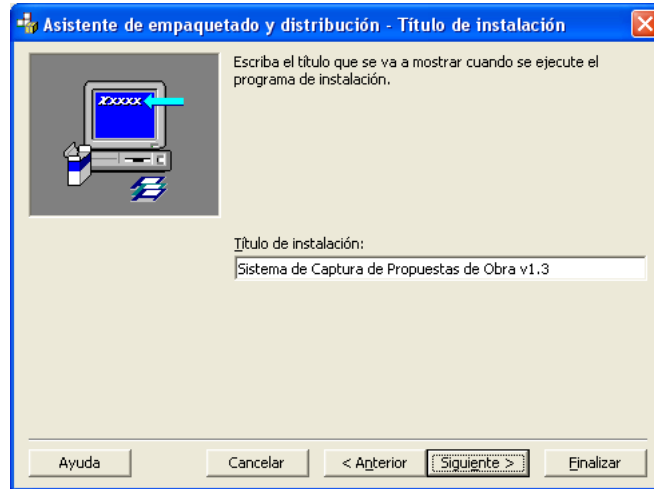 Asistente de empaquetado y distribución - Título de instalación
Escriba el título que se va a mostrar cuando se ejecute el
programa de instalación.
Xxxxx
Título de instalación:
Sistema de Captura de Propuestas de Obra v1.3
Ayuda
Cancelar
< Anterior
Siguiente >
Finalizar